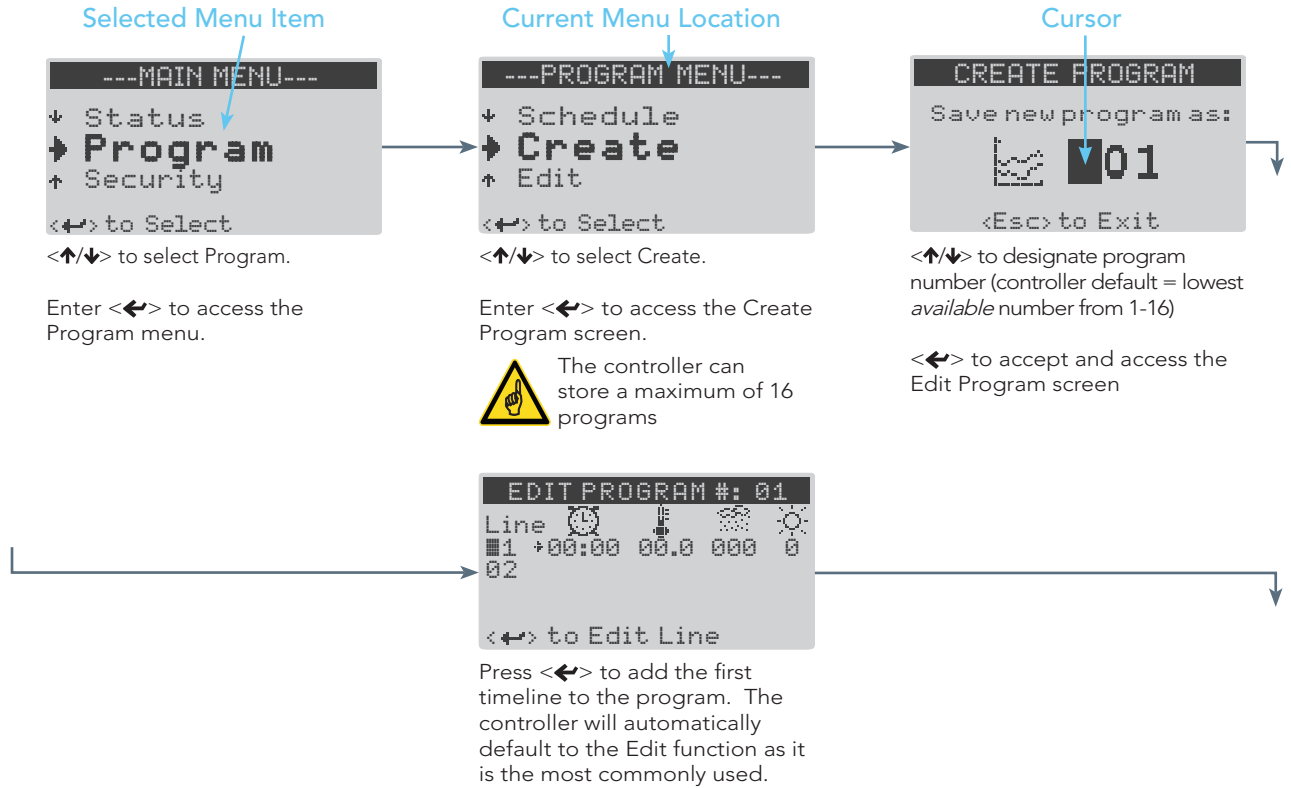 Selected Menu Item
Current Menu Location
Cursor
---MAIN MENU---
↓ Status
→ Program
↑ Security
<↵> to Select
<↑/↓> to select Program.
Enter <↵> to access the
Program menu.
---PROGRAM MENU---
↓ Schedule
→ Create
↑ Edit
<↵> to Select
<↑/↓> to select Create.
Enter <↵> to access the Create
Program screen.
The controller can
store a maximum of 16
programs
CREATE PROGRAM
Save new program as:
01
<Esc> to Exit
<↑/↓> to designate program
number (controller default = lowest
available number from 1-16)
<↵> to accept and access the
Edit Program screen
EDIT PROGRAM #: 01
Line
1 →00:00 00.0 000 0
02
<↵> to Edit Line
Press <↵> to add the first
timeline to the program. The
controller will automatically
default to the Edit function as it
is the most commonly used.